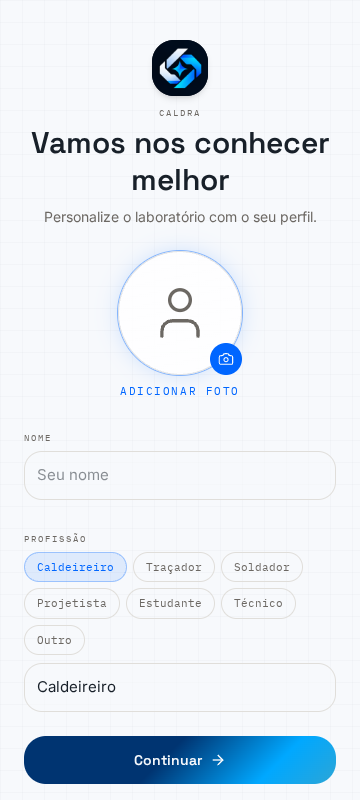 CALDRA
Vamos nos conhecer
melhor
Personalize o laboratório com o seu perfil.
ADICIONAR FOTO
NOME
Seu nome
PROFISSÃO
Caldeireiro
Traçador
Soldador
Projetista
Estudante
Técnico
Outro
Caldeireiro
Continuar →